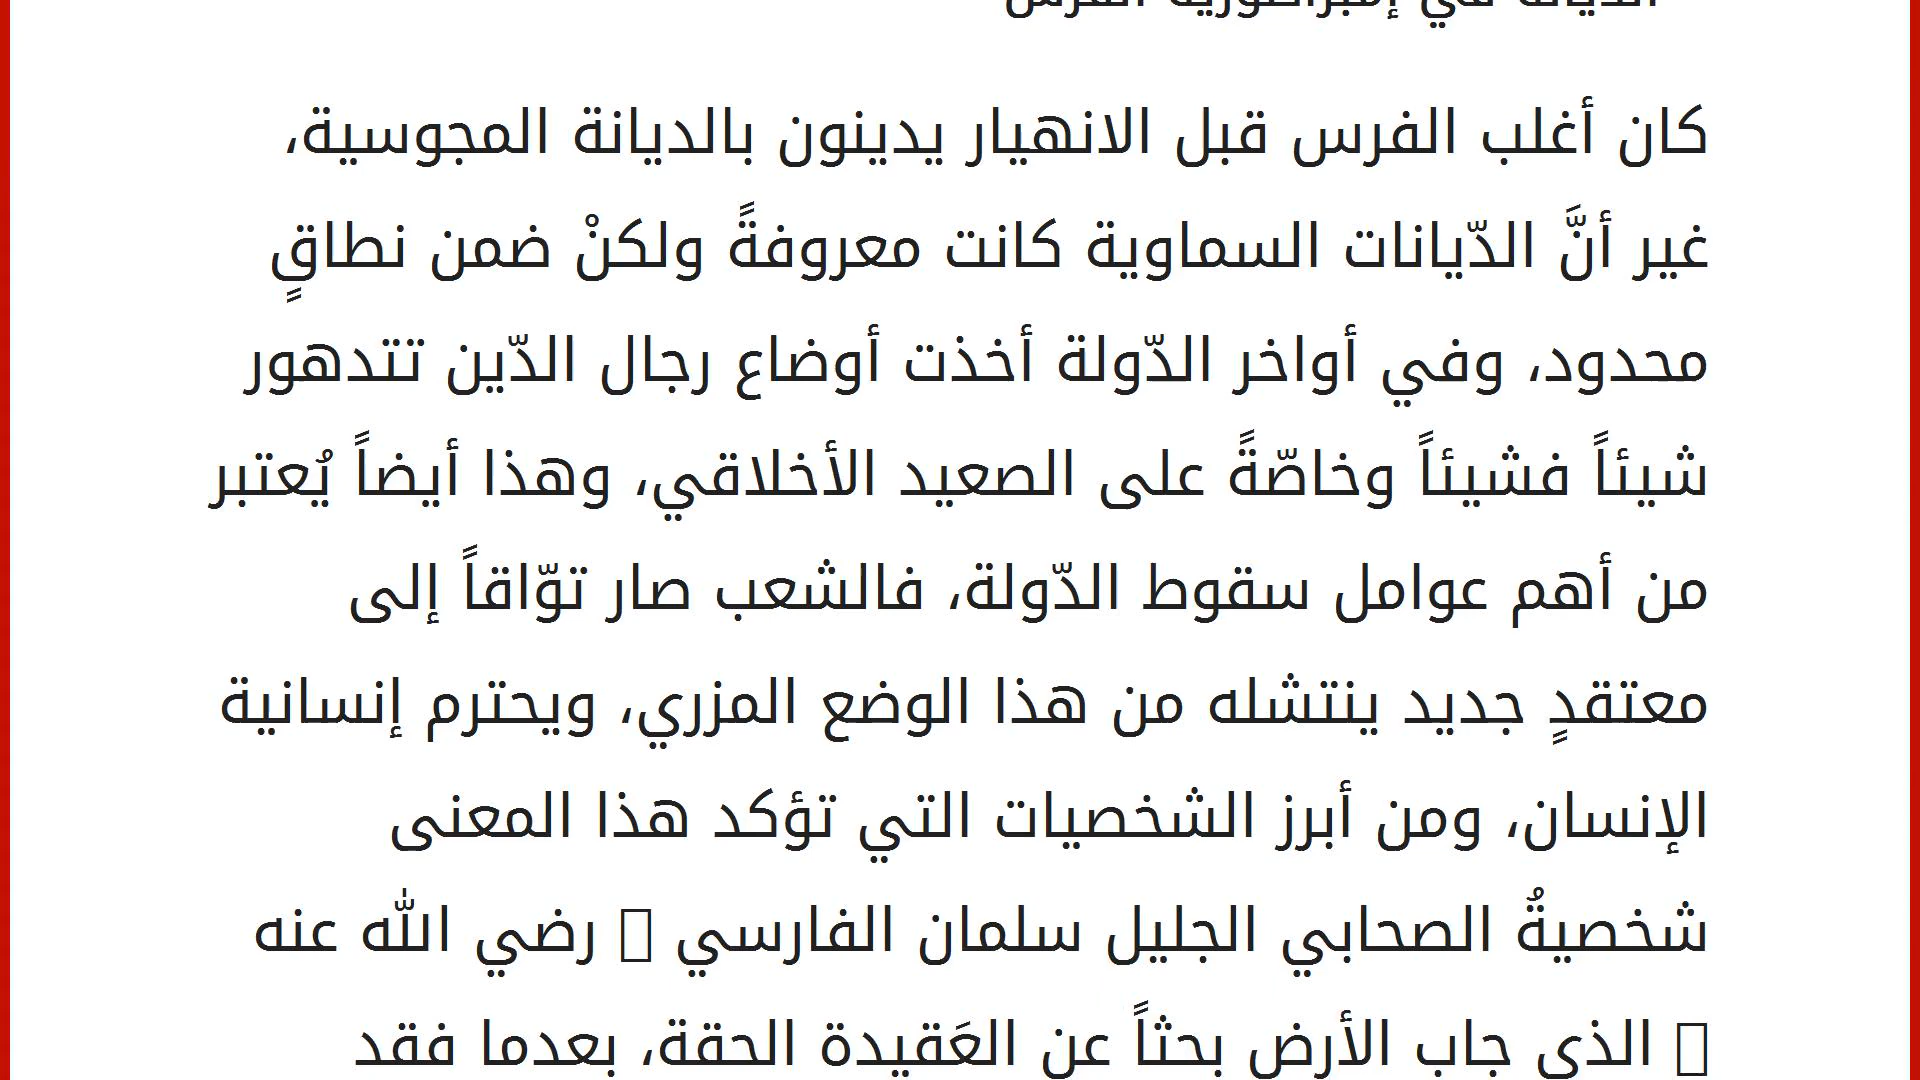 الديانة في إمبراطورية الفرس
كان أغلب الفرس قبل الانهيار يدينون بالديانة المجوسية،
غير أنَّ الدّيانات السماوية كانت معروفةً ولكنْ ضمن نطاقٍ
محدود، وفي أواخر الدّولة أخذت أوضاع رجال الدّين تتدهور
شيئاً فشيئاً وخاصّةً على الصعيد الأخلاقي، وهذا أيضاً يُعتبر
من أهم عوامل سقوط الدّولة، فالشعب صار توّاقاً إلى
معتقدٍ جديد ينتشله من هذا الوضع المزري، ويحترم إنسانية
الإنسان، ومن أبرز الشخصيات التي تؤكد هذا المعنى
شخصيةُ الصحابي الجليل سلمان الفارسي رضي الله عنه
الذي جاب الأرض بحثاً عن العَقيدة الحقة، بعدما فقد